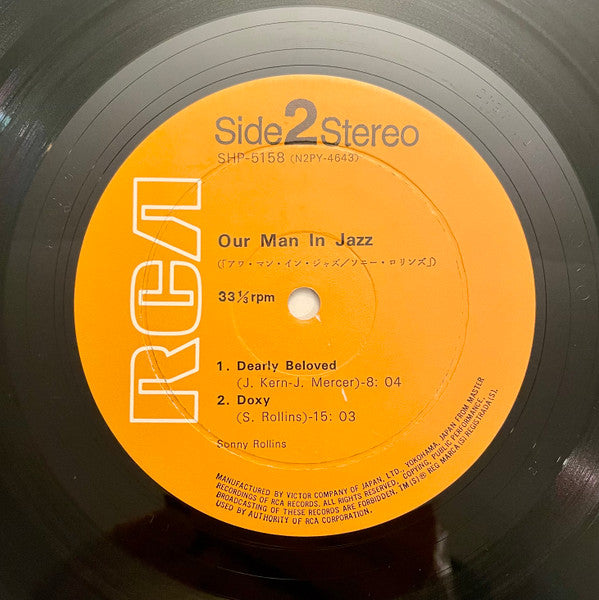 Side 2 Stereo
SHP-5158 (N2PY-4643)
RCA
Our Man In Jazz
(「アワ・マン・イン・ジャズ/ソニー・ロリンズ」)
33⅓rpm
1. Dearly Beloved
(J. Kern-J. Mercer)-8: 04
2. Doxy
(S. Rollins)-15: 03
Sonny Rollins
MANUFACTURED BY VICTOR COMPANY OF JAPAN, LTD., YOKOHAMA, JAPAN FROM MASTER
RECORDINGS OF RCA RECORDS. ALL RIGHTS RESERVED, COPYING, PUBLIC PERFORMANCE,
BROADCASTING OF THESE RECORDS ARE FORBIDDEN. TM(S)® REG MARCA(S) REGISTRADA(S).
USED BY AUTHORITY OF RCA CORPORATION.